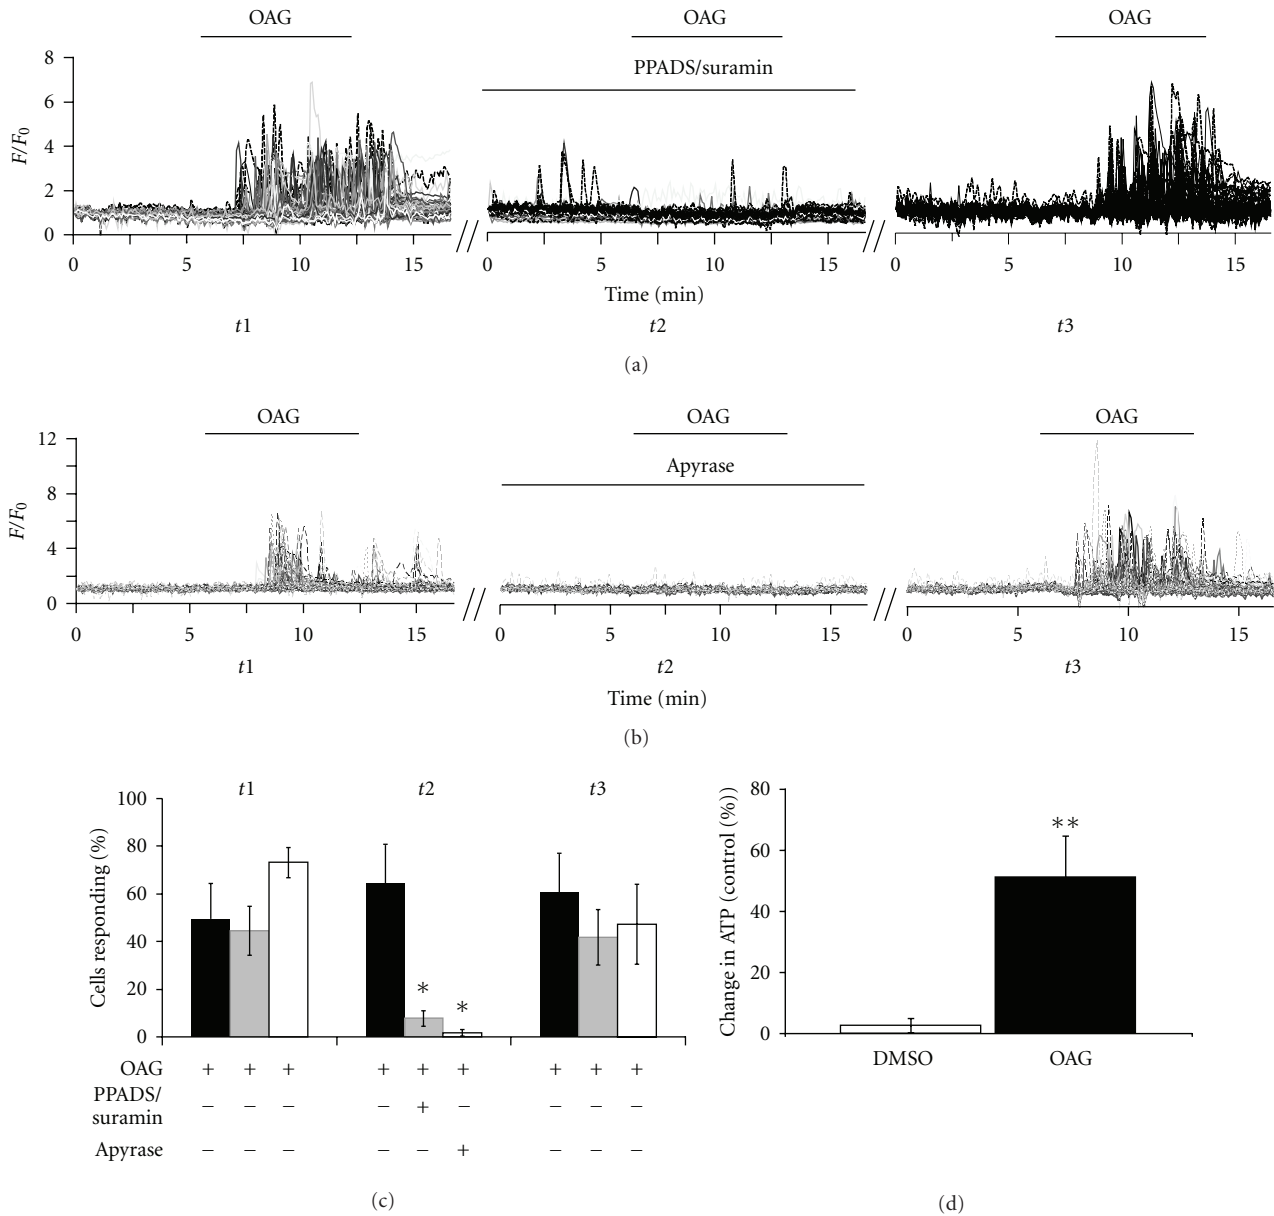 OAG OAG OAG
PPADS/suramin
8
6
4
2
0
F/F0
0 5 10 15 0 5 10 15 0 5 10 15
Time (min)
t1 t2 t3
(a)
OAG OAG OAG
Apyrase
12
8
4
0
F/F0
0 5 10 15 0 5 10 15 0 5 10 15
t1 t2 t3
Time (min)
(b)
t1 t2 t3
100
80
60
40
20
0
Cells responding (%)
* *
OAG + + + + + + + + +
PPADS/
suramin − − − − + − − − −
Apyrase − − − − − + − − −
(c)
80
60
40
20
0
Change in ATP (control (%))
**
DMSO OAG
(d)